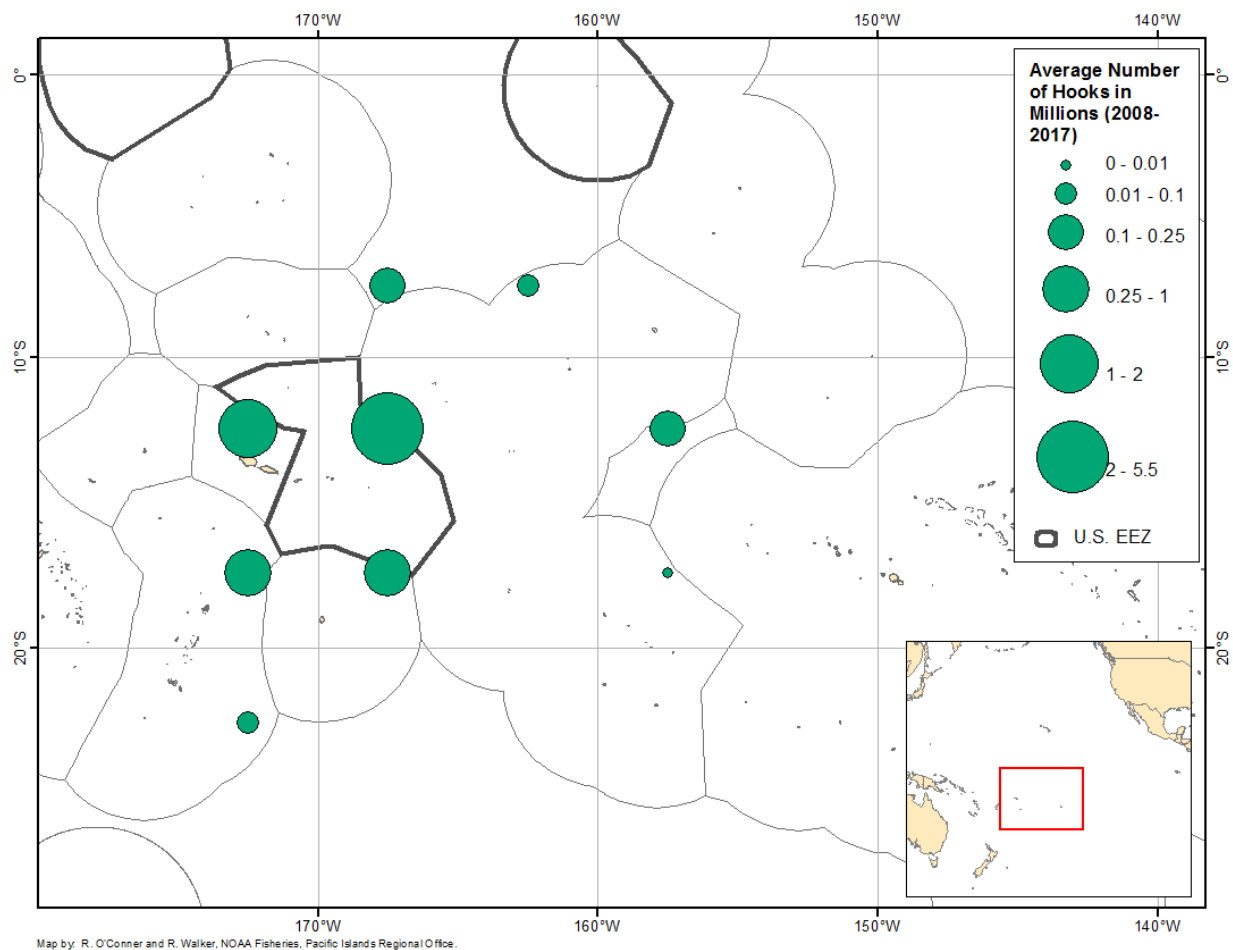 170°W 160°W 150°W 140°W
0° 0°
Average Number
of Hooks in
Millions (2008-
2017)
0 - 0.01
0.01 - 0.1
0.1 - 0.25
0.25 - 1
1 - 2
2 - 5.5
U.S. EEZ
10°S 10°S
20°S 20°S
170°W 160°W 150°W 140°W
Map by: R. O'Conner and R. Walker, NOAA Fisheries, Pacific Islands Regional Office.